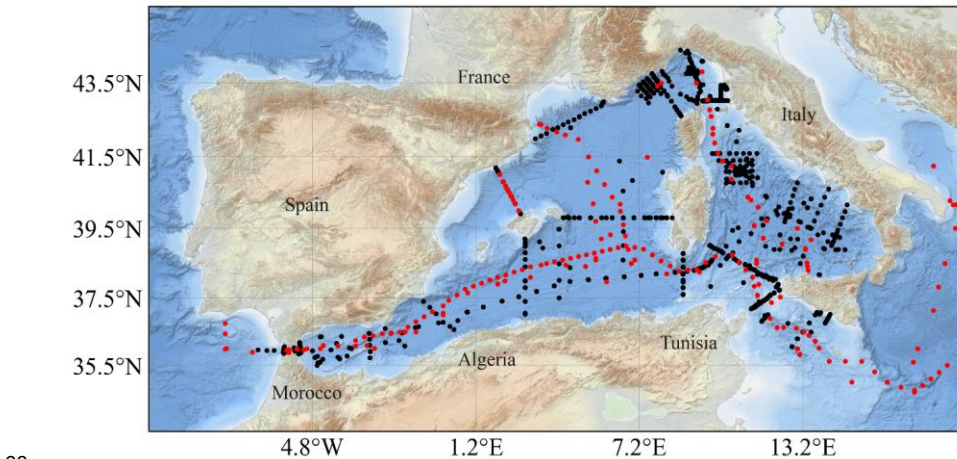 France
43.5°N
Italy
41.5°N
Spain
39.5°N
37.5°N
Tunisia
Algeria
35.5°N
Morocco
4.8°W 1.2°E 7.2°E 13.2°E